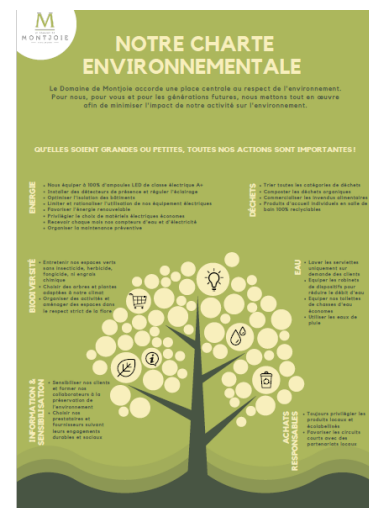 M
MONTJOIE
NOTRE CHARTE
ENVIRONNEMENTALE
Le Domaine de Montjoie accorde une place centrale au respect de l'environnement.
Pour nous, pour vous et pour les générations futures, nous mettons tout en œuvre
afin de minimiser l'impact de notre activité sur l'environnement.
QU'ELLES SOIENT GRANDES OU PETITES, TOUTES NOS ACTIONS SONT IMPORTANTES !
ENERGIE
• Nous équiper à 100% d'ampoules LED de classe électrique A+
• Installer des détecteurs de présence et réguler l'éclairage
• Optimiser l'isolation des bâtiments
• Limiter et rationaliser l'utilisation de nos équipement électriques
• Favoriser l'énergie renouvelable
• Privilégier le choix de matériels électriques économes
• Relever chaque mois nos compteurs d'eau et d'électricité
• Organiser la maintenance préventive
DÉCHETS
• Trier toutes les catégories de déchets
• Composter les déchets organiques
• Commercialiser les invendus alimentaires
• Produits d'accueil individuels en salle de
bain 100% recyclables
BIODIVERSITÉ
• Entretenir nos espaces verts
sans insecticide, herbicide,
fongicide, ni engrais
chimique
• Choisir des arbres et plantes
adaptées à notre climat
• Organiser des activités et
aménager des espaces dans
le respect strict de la flore
EAU
• Laver les serviettes
uniquement sur
demande des clients
• Equiper les robinets
de dispositifs pour
réduire le débit d'eau
• Equiper nos toilettes
de chasses d'eau
économes
• Utiliser les eaux de
pluie
INFORMATION &
SENSIBILISATION
• Sensibiliser nos clients
et former nos
collaborateurs à la
préservation de
l'environnement
• Choisir nos
prestataires et
fournisseurs suivant
leurs engagements
durables et sociaux
ACHATS
RESPONSABLES
• Toujours privilégier les
produits locaux et
écolabellisés
• Favoriser les circuits
courts avec des
partenariats locaux